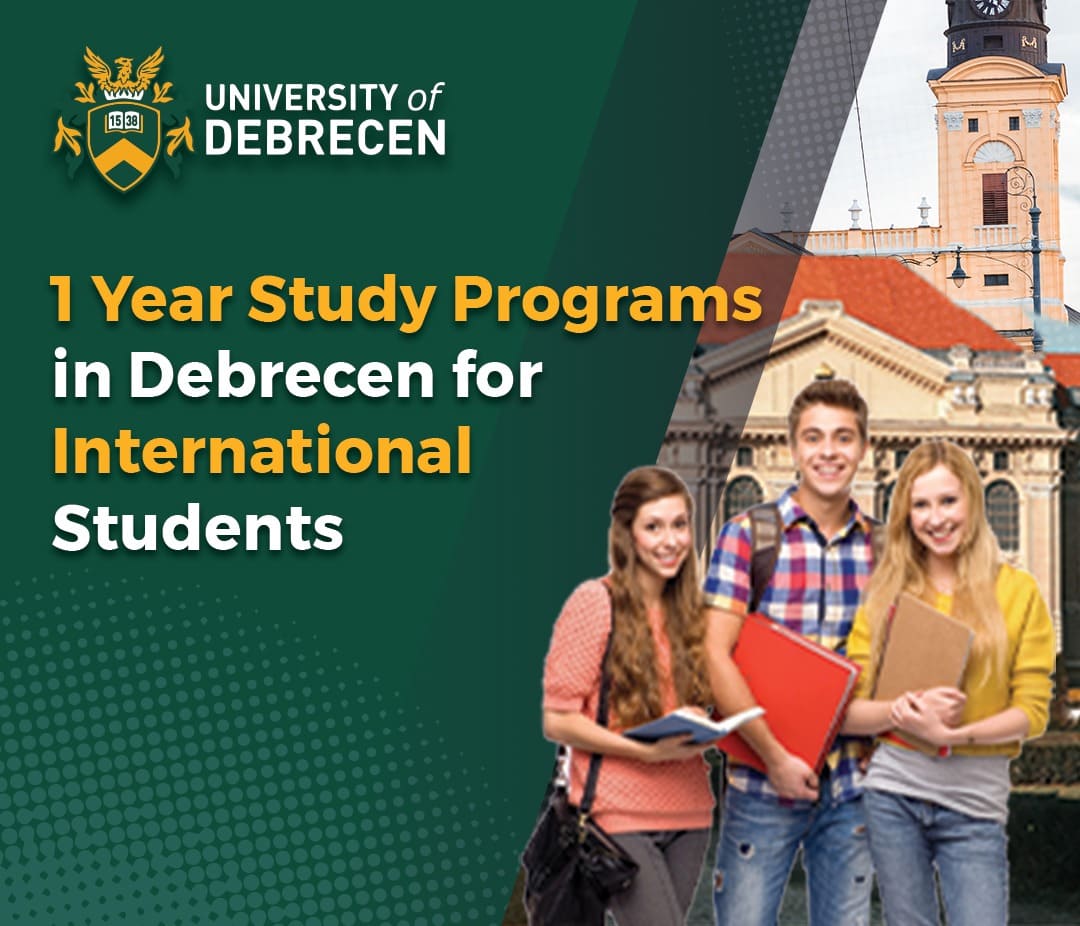 15 38
UNIVERSITY of
DEBRECEN
1 Year Study Programs
in Debrecen for
International
Students